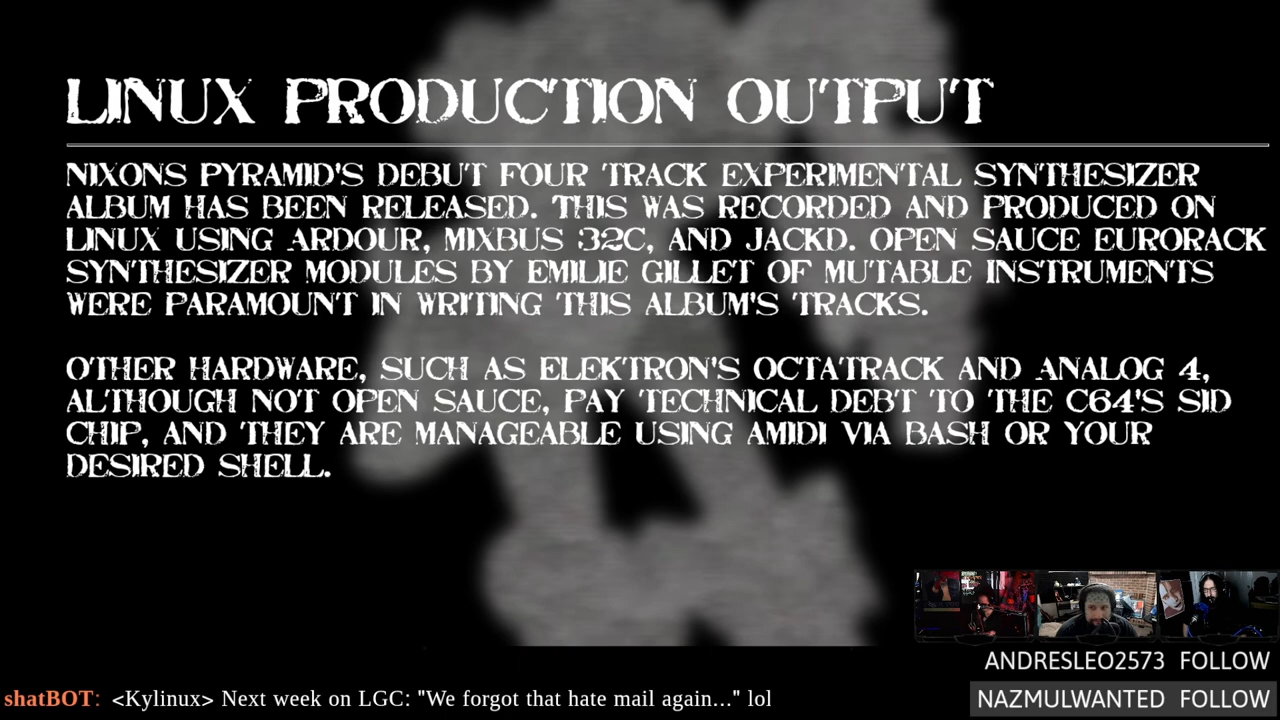 LINUX PRODUCTION OUTPUT
NIXONS PYRAMID'S DEBUT FOUR TRACK EXPERIMENTAL SYNTHESIZER
ALBUM HAS BEEN RELEASED. THIS WAS RECORDED AND PRODUCED ON
LINUX USING ARDOUR, MIXBUS 32C, AND JACKD. OPEN SAUCE EURORACK
SYNTHESIZER MODULES BY EMILIE GILLET OF MUTABLE INSTRUMENTS
WERE PARAMOUNT IN WRITING THIS ALBUM'S TRACKS.
OTHER HARDWARE, SUCH AS ELEKTRON'S OCTATRACK AND ANALOG 4,
ALTHOUGH NOT OPEN SAUCE, PAY TECHNICAL DEBT TO THE C64'S SID
CHIP, AND THEY ARE MANAGEABLE USING AMIDI VIA BASH OR YOUR
DESIRED SHELL.
ANDRESLEO2573 FOLLOW
NAZMULWANTED FOLLOW
shatBOT: <Kylinux> Next week on LGC: "We forgot that hate mail again..." lol